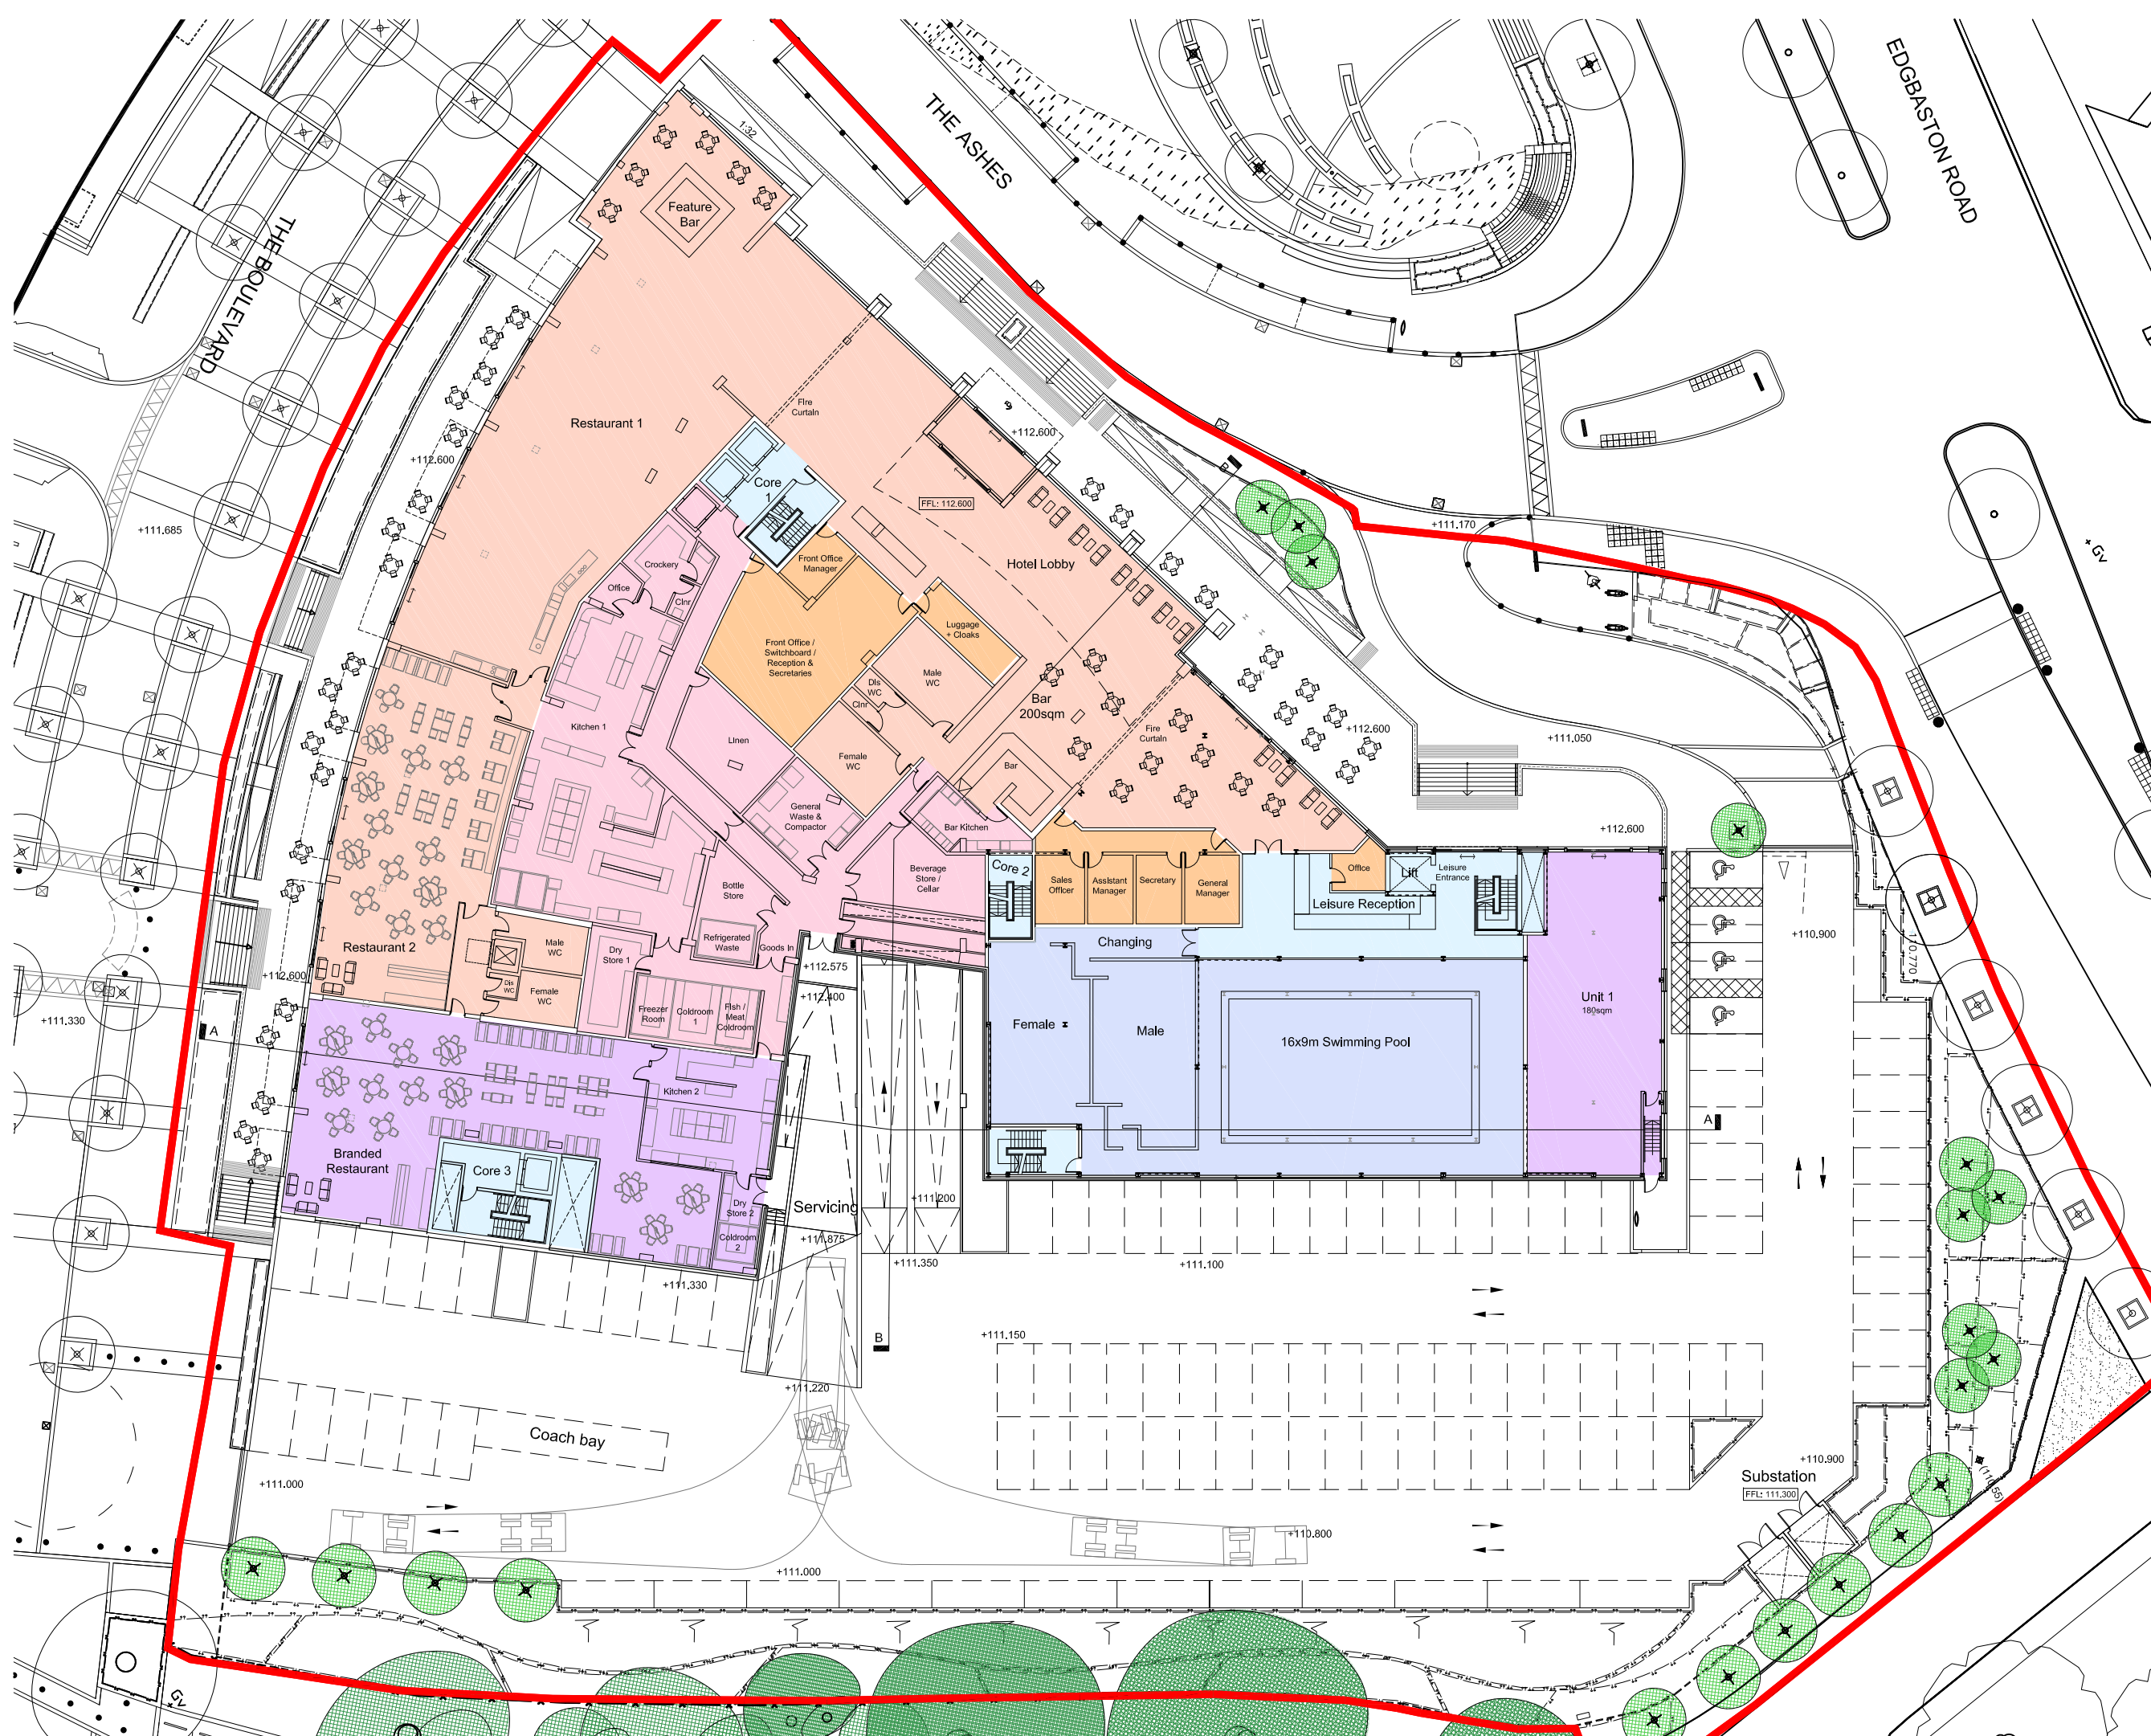 EDGBASTON ROAD
THE ASHES
THE BOULEVARD
1:32
Feature
Bar
Restaurant 1
Fire
Curtain
+112.600
+112.600
Core
1
FFL: 112.600
+111.685
+111.170
+ GV
B
Hotel Lobby
Front Office
Manager
Crockery
Office
Clnr
Luggage
+ Cloaks
Front Office /
Switchboard /
Reception &
Secretaries
Male
WC
Dis
WC
Clnr
Bar
200sqm
Kitchen 1
Linen
Female
WC
Fire
Curtain
+112.600
+111.050
Bar
General
Waste &
Compactor
Bar Kitchen
+112.600
Beverage
Store /
Cellar
Core 2
Sales
Officer
Assistant
Manager
Secretary
General
Manager
Office
Lift
Leisure
Entrance
Leisure Reception
Bottle
Store
Refrigerated
Waste
Goods In
Changing
+110.900
110.770
Restaurant 2
Male
WC
Dis
WC
Female
WC
Dry
Store 1
+112.575
+112.400
+112.600
Freezer
Room
Coldroom
1
Fish /
Meat
Coldroom
Unit 1
180sqm
+111.330
A
Female
Male
16x9m Swimming Pool
Kitchen 2
A
Branded
Restaurant
Core 3
Dry
Store 2
Coldroom
2
Servicing
+111.200
+111.875
+111.350
+111.100
+111.330
B
+111.150
+111.220
Coach bay
+111.000
+110.900
Substation
FFL: 111.300
+110.800
+111.000
+ GV